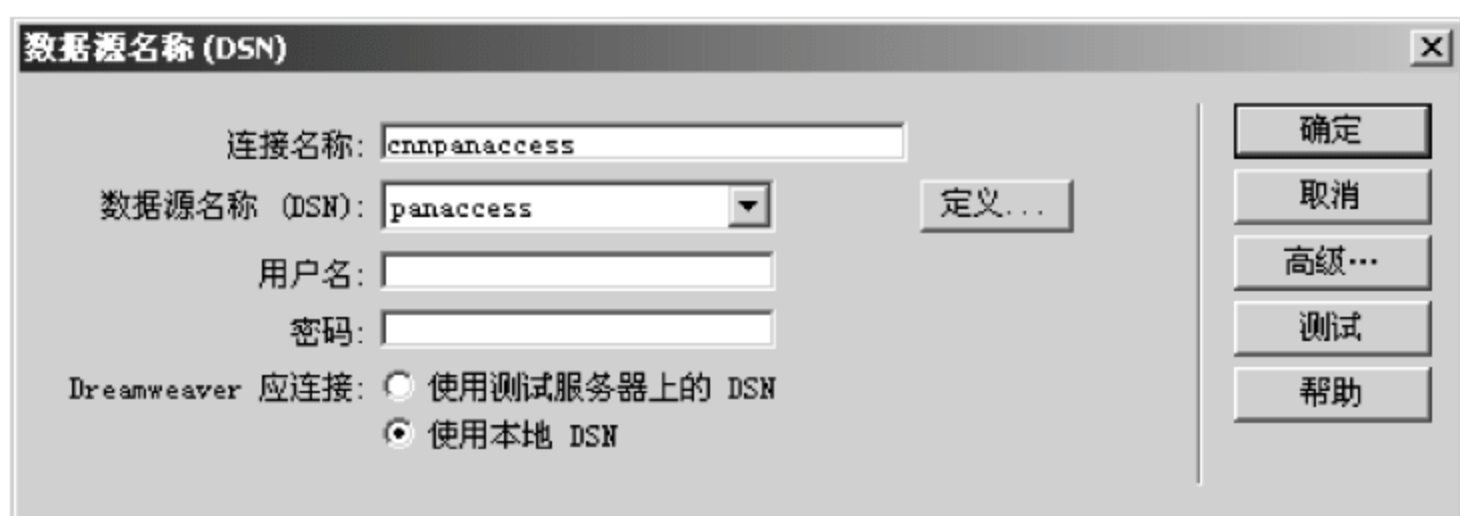 数据源名称 (DSN)
连接名称: cnnpanaccess
数据源名称 (DSN): panaccess
定义...
用户名:
密码:
Dreamweaver 应连接: 使用测试服务器上的 DSN
使用本地 DSN
确定
取消
高级…
测试
帮助